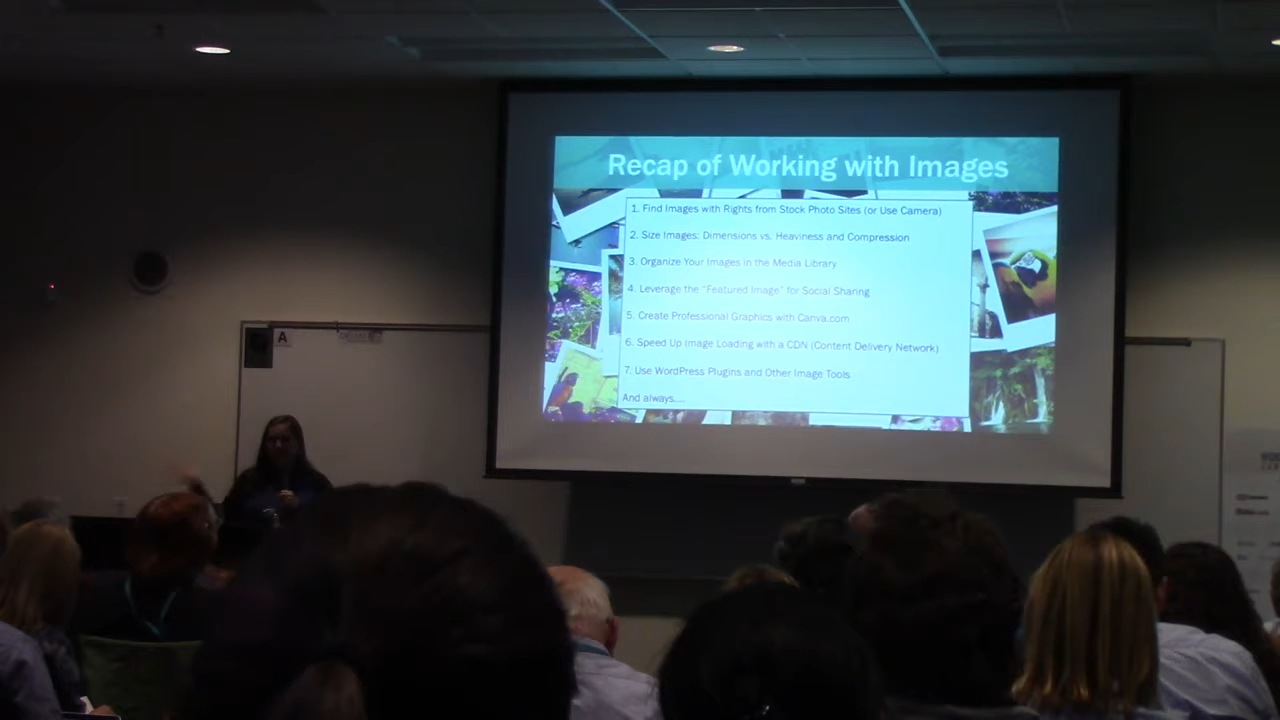 Recap of Working with Images
1. Find Images with Rights from Stock Photo Sites (or Use Camera)
2. Size Images: Dimensions vs. Heaviness and Compression
3. Organize Your Images in the Media Library
4. Leverage the "Featured Image" for Social Sharing
5. Create Professional Graphics with Canva.com
6. Speed Up Image Loading with a CDN (Content Delivery Network)
7. Use WordPress Plugins and Other Image Tools
And always....
A